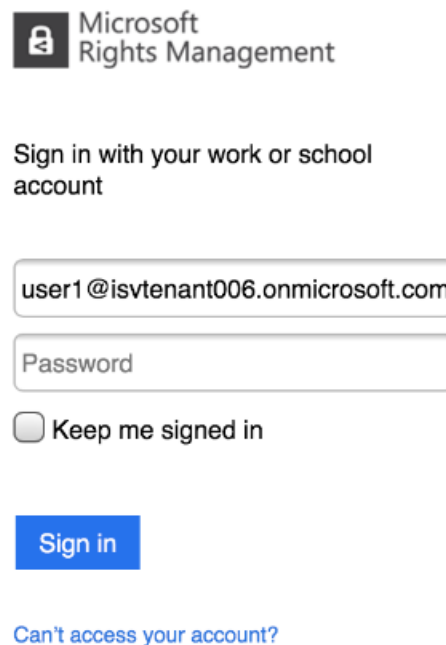 Microsoft
Rights Management
Sign in with your work or school
account
user1@isvtenant006.onmicrosoft.com
Password
Keep me signed in
Sign in
Can't access your account?